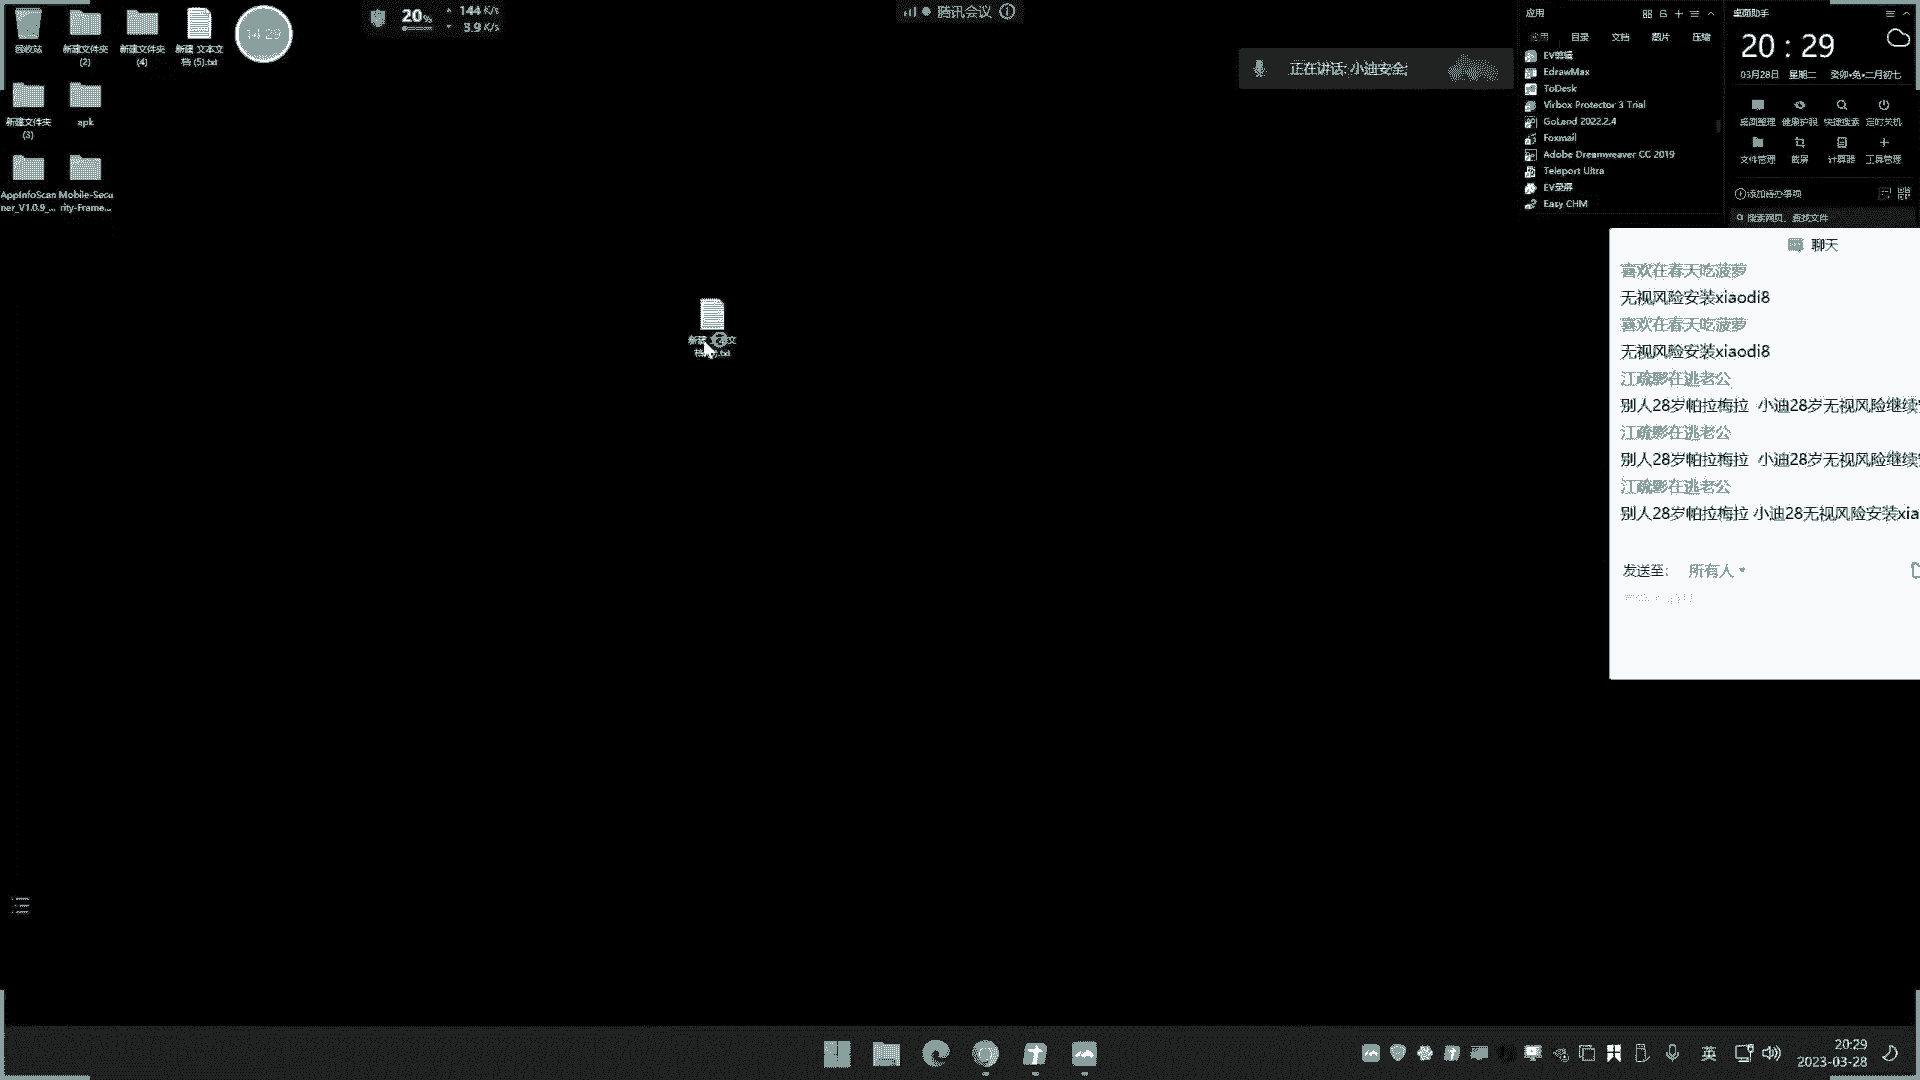 回收站
新建文件夹
(2)
新建文件夹
(4)
新建 文本文
档 (5).txt
14:29
新建文件夹
(3)
apk
AppInfoScan
ner_V1.0.9_...
Mobile-Secu
rity-Frame...
20%
144 K/s
3.9 K/s
腾讯会议
正在讲话: 小迪安全;
应用
应用
目录
文档
图片
压缩
EV剪辑
EdrawMax
ToDesk
Virbox Protector 3 Trial
GoLand 2022.2.4
Foxmail
Adobe Dreamweaver CC 2019
Teleport Ultra
EV录屏
Easy CHM
桌面助手
20 : 29
03月28日 星期二 癸卯•兔•二月初七
桌面整理
健康护眼
快捷搜索
定时关机
文件管理
截屏
计算器
工具管理
添加待办事项
搜索网页、查找文件
聊天
喜欢在春天吃菠萝
无视风险安装xiaodi8
喜欢在春天吃菠萝
无视风险安装xiaodi8
江疏影在逃老公
别人28岁帕拉梅拉 小迪28岁无视风险继续
江疏影在逃老公
别人28岁帕拉梅拉 小迪28岁无视风险继续
江疏影在逃老公
别人28岁帕拉梅拉 小迪28无视风险安装xia
发送至: 所有人
新建
.txt
英
20:29
2023-03-28